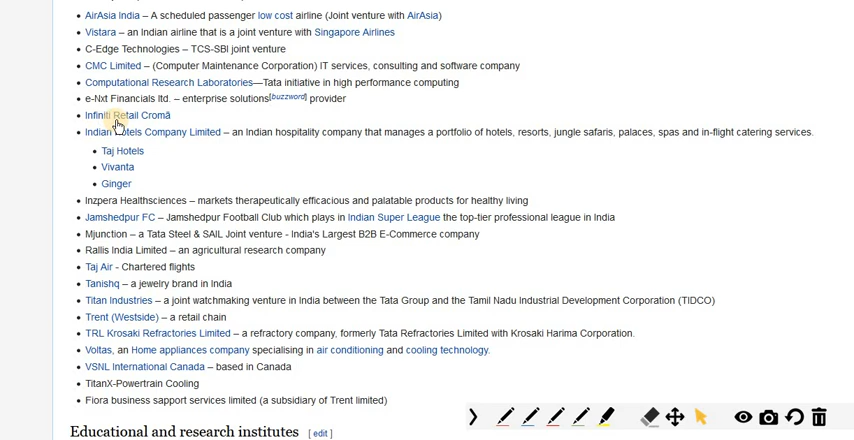 AirAsia India – A scheduled passenger low cost airline (Joint venture with AirAsia)
Vistara – an Indian airline that is a joint venture with Singapore Airlines
C-Edge Technologies – TCS-SBI joint venture
CMC Limited – (Computer Maintenance Corporation) IT services, consulting and software company
Computational Research Laboratories—Tata initiative in high performance computing
e-Nxt Financials ltd. – enterprise solutions[buzzword] provider
Infiniti Retail Cromā
Indian Hotels Company Limited – an Indian hospitality company that manages a portfolio of hotels, resorts, jungle safaris, palaces, spas and in-flight catering services.
Taj Hotels
Vivanta
Ginger
Inzpera Healthsciences – markets therapeutically efficacious and palatable products for healthy living
Jamshedpur FC – Jamshedpur Football Club which plays in Indian Super League the top-tier professional league in India
Mjunction – a Tata Steel & SAIL Joint venture - India's Largest B2B E-Commerce company
Rallis India Limited – an agricultural research company
Taj Air - Chartered flights
Tanishq – a jewelry brand in India
Titan Industries – a joint watchmaking venture in India between the Tata Group and the Tamil Nadu Industrial Development Corporation (TIDCO)
Trent (Westside) – a retail chain
TRL Krosaki Refractories Limited – a refractory company, formerly Tata Refractories Limited with Krosaki Harima Corporation.
Voltas, an Home appliances company specialising in air conditioning and cooling technology.
VSNL International Canada – based in Canada
TitanX-Powertrain Cooling
Fiora business sapport services limited (a subsidiary of Trent limited)
Educational and research institutes [ edit ]